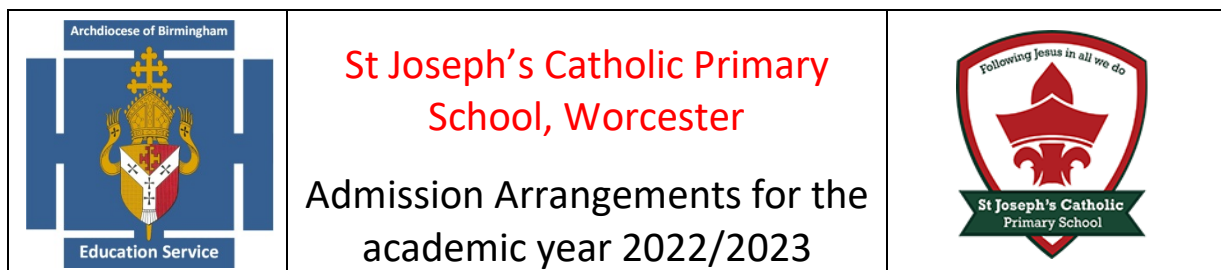 Archdiocese of Birmingham
Education Service
St Joseph’s Catholic Primary
School, Worcester
Admission Arrangements for the
academic year 2022/2023
Following Jesus in all we do
St Joseph's Catholic
Primary School